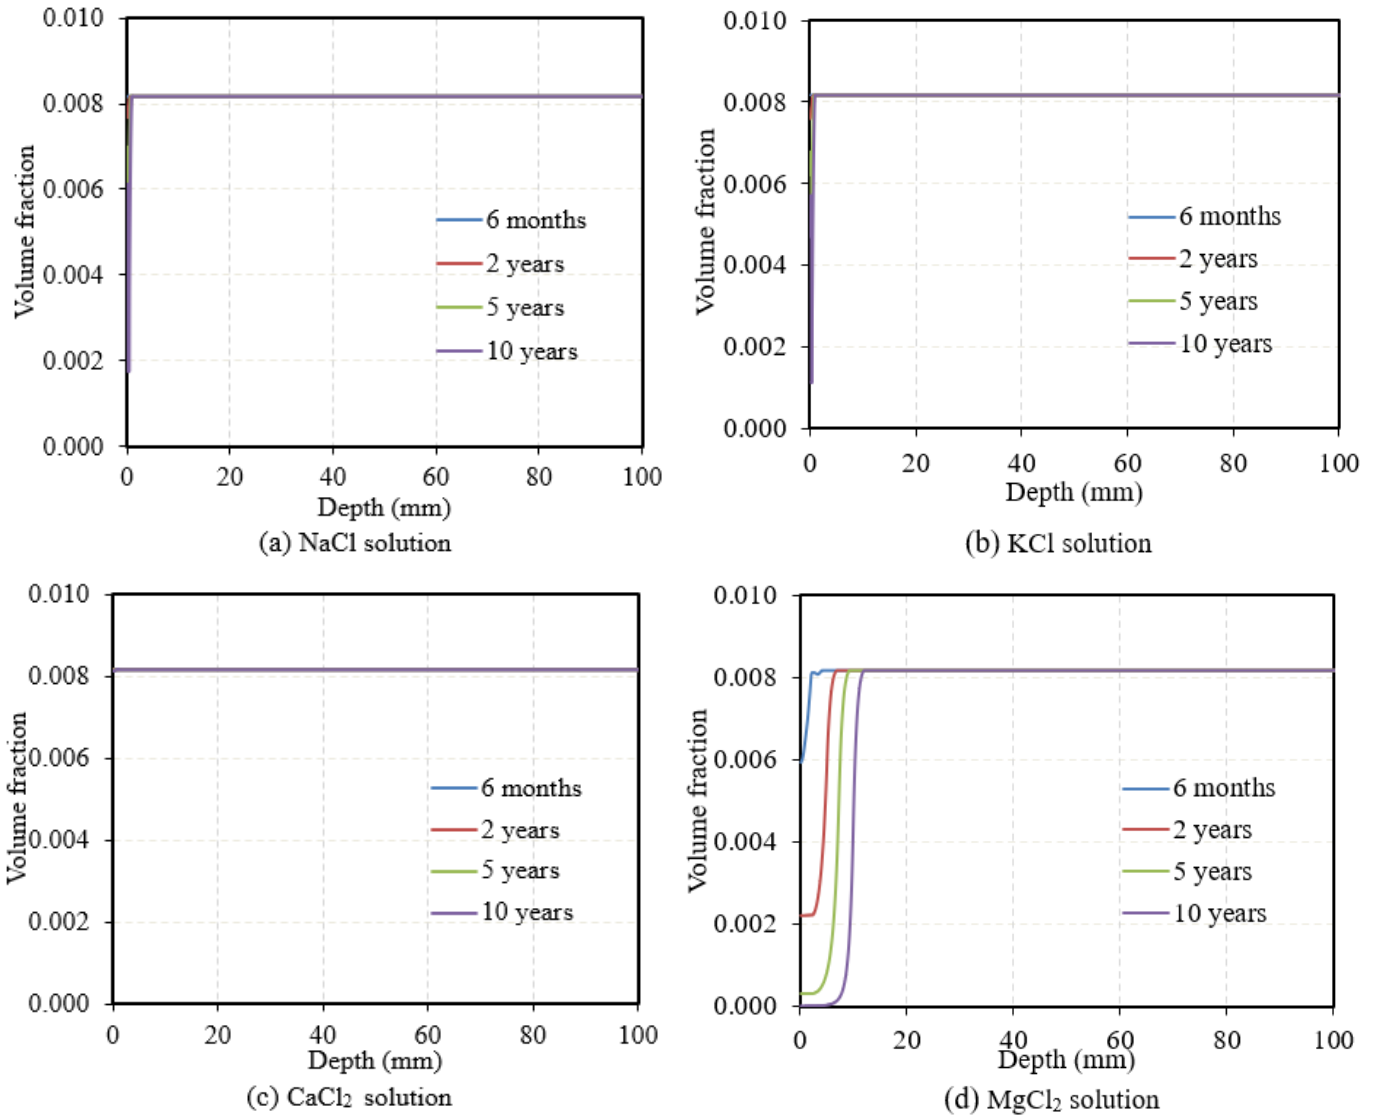 0.010
0.008
0.006
0.004
0.002
0.000
Volume fraction
6 months
2 years
5 years
10 years
0 20 40 60 80 100
Depth (mm)
(a) NaCl solution
0.010
0.008
0.006
0.004
0.002
0.000
Volume fraction
6 months
2 years
5 years
10 years
0 20 40 60 80 100
Depth (mm)
(b) KCl solution
0.010
0.008
0.006
0.004
0.002
0.000
Volume fraction
6 months
2 years
5 years
10 years
0 20 40 60 80 100
Depth (mm)
(c) CaCl₂ solution
0.010
0.008
0.006
0.004
0.002
0.000
Volume fraction
6 months
2 years
5 years
10 years
0 20 40 60 80 100
Depth (mm)
(d) MgCl₂ solution